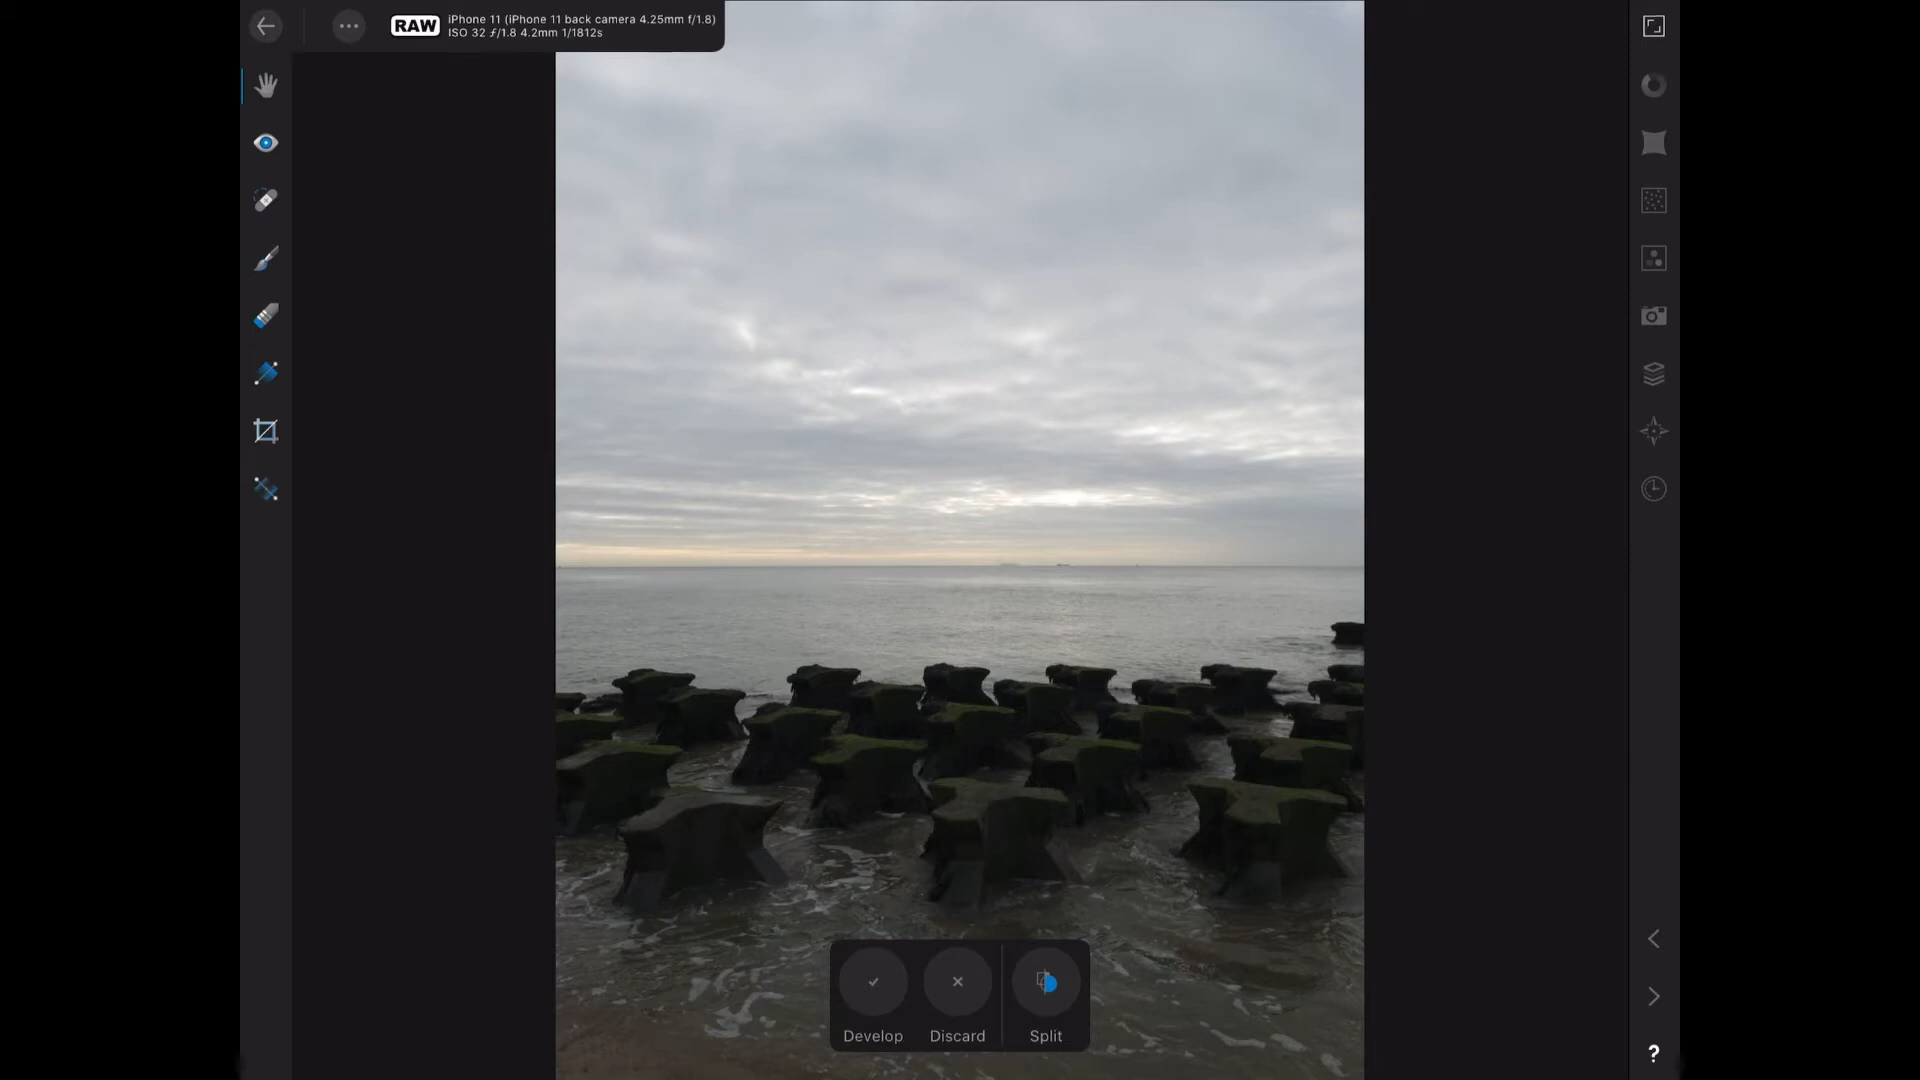 RAW
iPhone 11 (iPhone 11 back camera 4.25mm f/1.8)
ISO 32 ƒ/1.8 4.2mm 1/1812s
Develop Discard Split
?